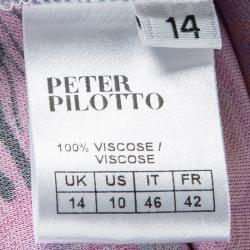 14
PETER
PILOTTO
100% VISCOSE /
VISCOSE
UK US IT FR
14 10 46 42